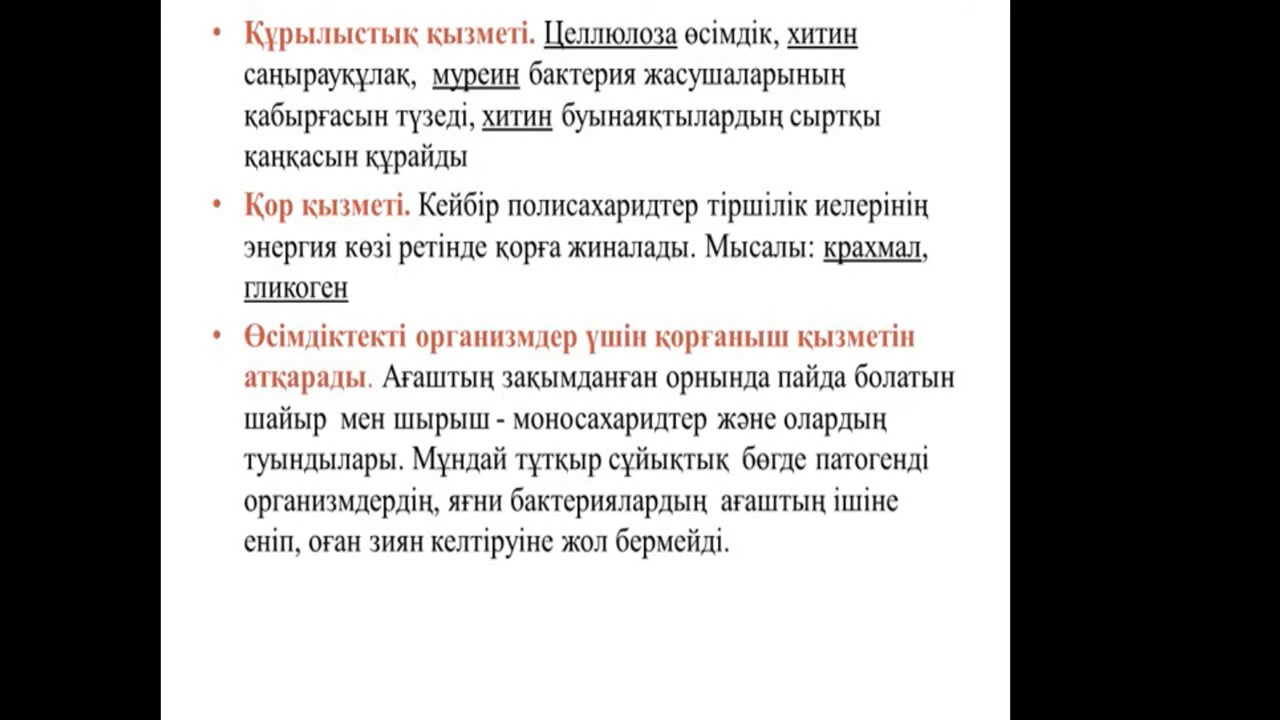 • Құрылыстық қызметі. Целлюлоза өсімдік, хитин
саңырауқұлақ, муреин бактерия жасушаларының
қабырғасын түзеді, хитин буынаяқтылардың сыртқы
қаңқасын құрайды
• Қор қызметі. Кейбір полисахаридтер тіршілік иелерінің
энергия көзі ретінде қорға жиналады. Мысалы: крахмал,
гликоген
• Өсімдіктекті организмдер үшін қорғаныш қызметін
атқарады. Ағаштың зақымданған орнында пайда болатын
шайыр мен шырыш - моносахаридтер және олардың
туындылары. Мұндай тұтқыр сұйықтық бөгде патогенді
организмдердің, яғни бактериялардың ағаштың ішіне
еніп, оған зиян келтіруіне жол бермейді.